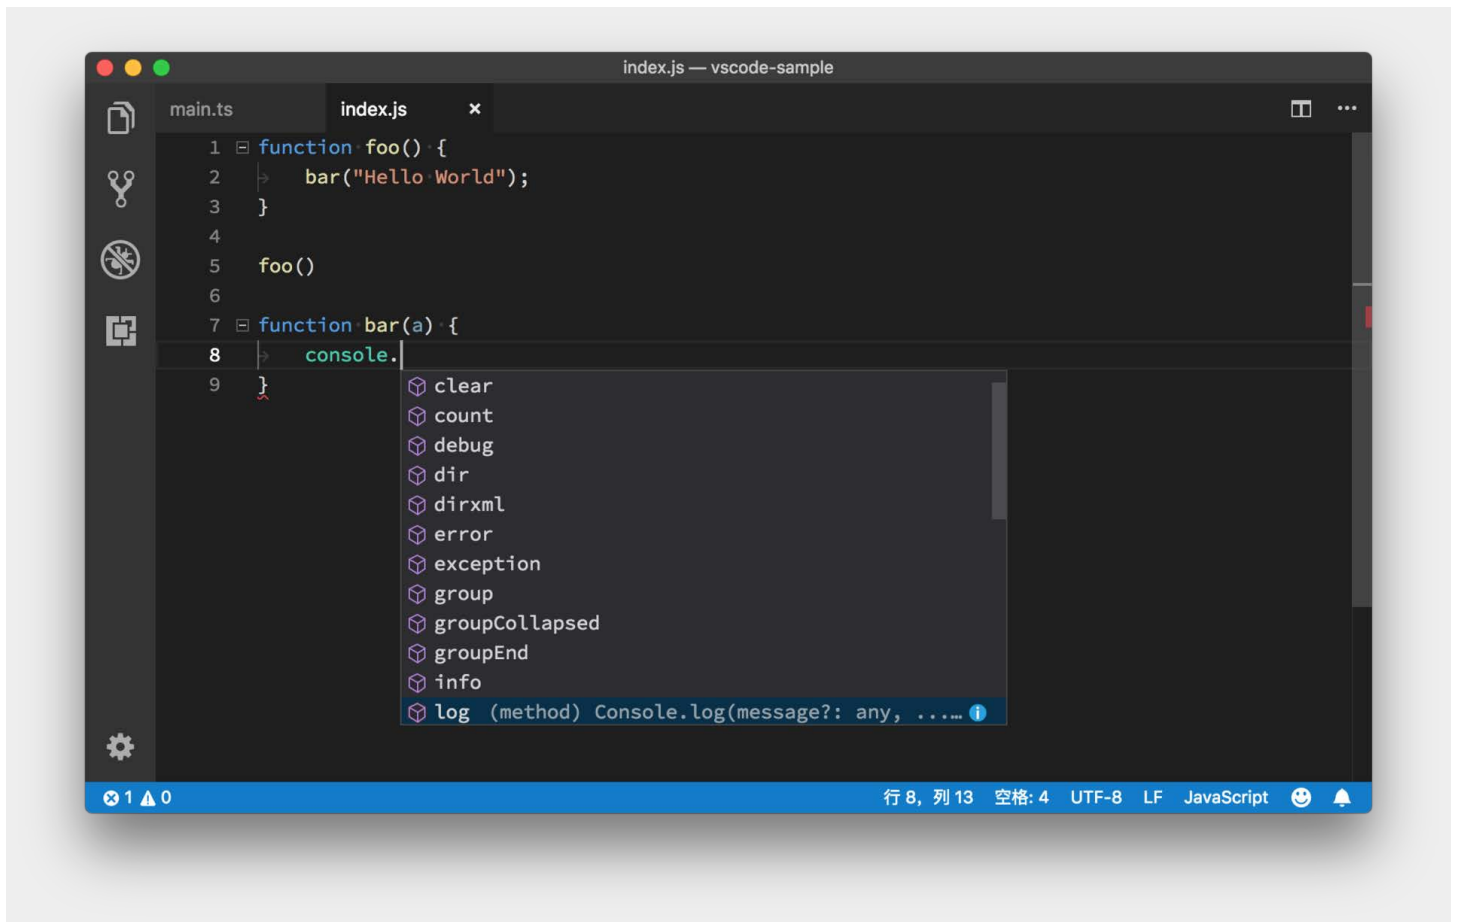 index.js — vscode-sample
main.ts index.js ×
1 function foo() {
2 bar("Hello World");
3 }
4
5 foo()
6
7 function bar(a) {
8 console.
9 }
clear
count
debug
dir
dirxml
error
exception
group
groupCollapsed
groupEnd
info
log (method) Console.log(message?: any, ...…
1 0 行 8，列 13 空格: 4 UTF-8 LF JavaScript